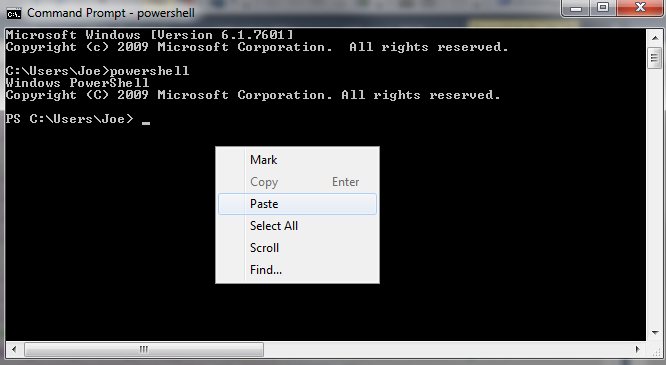 Command Prompt - powershell
Microsoft Windows [Version 6.1.7601]
Copyright (c) 2009 Microsoft Corporation.  All rights reserved.
C:\Users\Joe>powershell
Windows PowerShell
Copyright (C) 2009 Microsoft Corporation. All rights reserved.
PS C:\Users\Joe> _
Mark
Copy Enter
Paste
Select All
Scroll
Find...